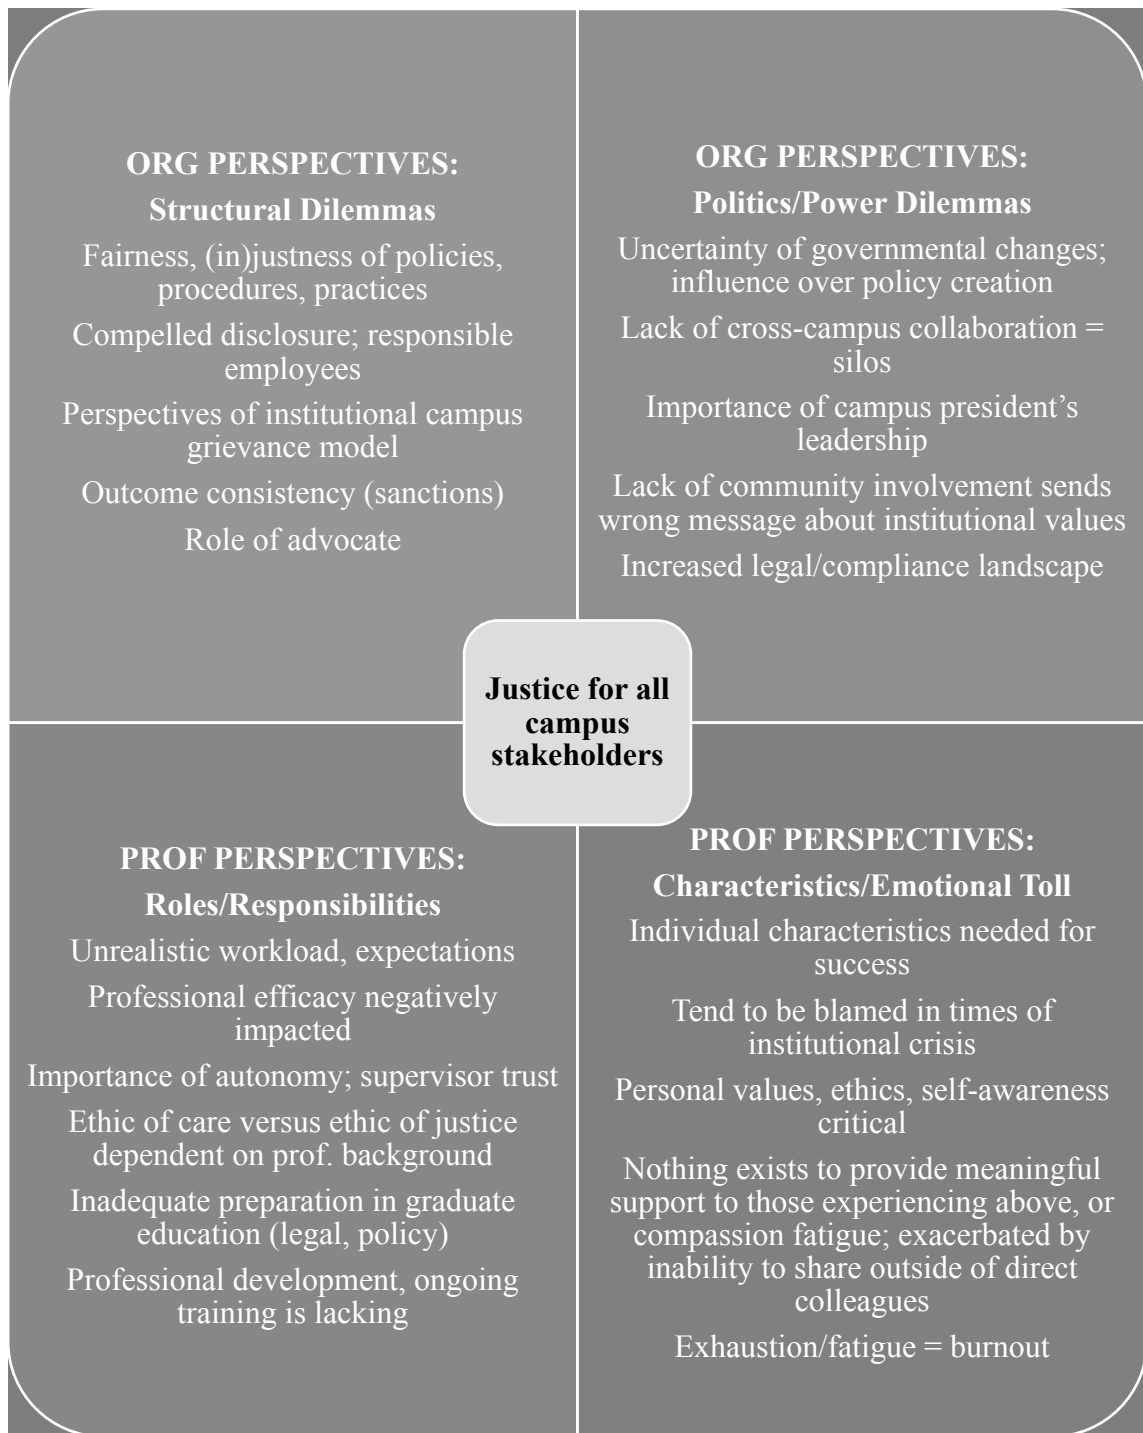 ORG PERSPECTIVES:
Structural Dilemmas
Fairness, (in)justness of policies,
procedures, practices
Compelled disclosure; responsible
employees
Perspectives of institutional campus
grievance model
Outcome consistency (sanctions)
Role of advocate
ORG PERSPECTIVES:
Politics/Power Dilemmas
Uncertainty of governmental changes;
influence over policy creation
Lack of cross-campus collaboration =
silos
Importance of campus president’s
leadership
Lack of community involvement sends
wrong message about institutional values
Increased legal/compliance landscape
Justice for all
campus
stakeholders
PROF PERSPECTIVES:
Roles/Responsibilities
Unrealistic workload, expectations
Professional efficacy negatively
impacted
Importance of autonomy; supervisor trust
Ethic of care versus ethic of justice
dependent on prof. background
Inadequate preparation in graduate
education (legal, policy)
Professional development, ongoing
training is lacking
PROF PERSPECTIVES:
Characteristics/Emotional Toll
Individual characteristics needed for
success
Tend to be blamed in times of
institutional crisis
Personal values, ethics, self-awareness
critical
Nothing exists to provide meaningful
support to those experiencing above, or
compassion fatigue; exacerbated by
inability to share outside of direct
colleagues
Exhaustion/fatigue = burnout